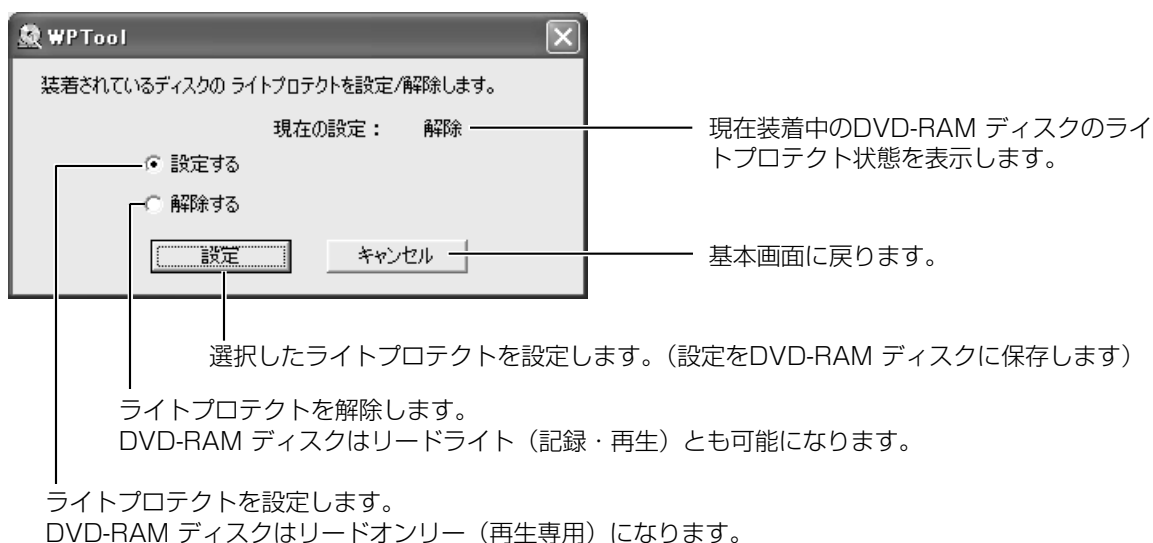 WPTool
装着されているディスクの ライトプロテクトを設定/解除します。
現在の設定： 解除
現在装着中のDVD-RAM ディスクのライ
トプロテクト状態を表示します。
設定する
解除する
設定 キャンセル
基本画面に戻ります。
選択したライトプロテクトを設定します。（設定をDVD-RAM ディスクに保存します）
ライトプロテクトを解除します。
DVD-RAM ディスクはリードライト（記録・再生）とも可能になります。
ライトプロテクトを設定します。
DVD-RAM ディスクはリードオンリー（再生専用）になります。